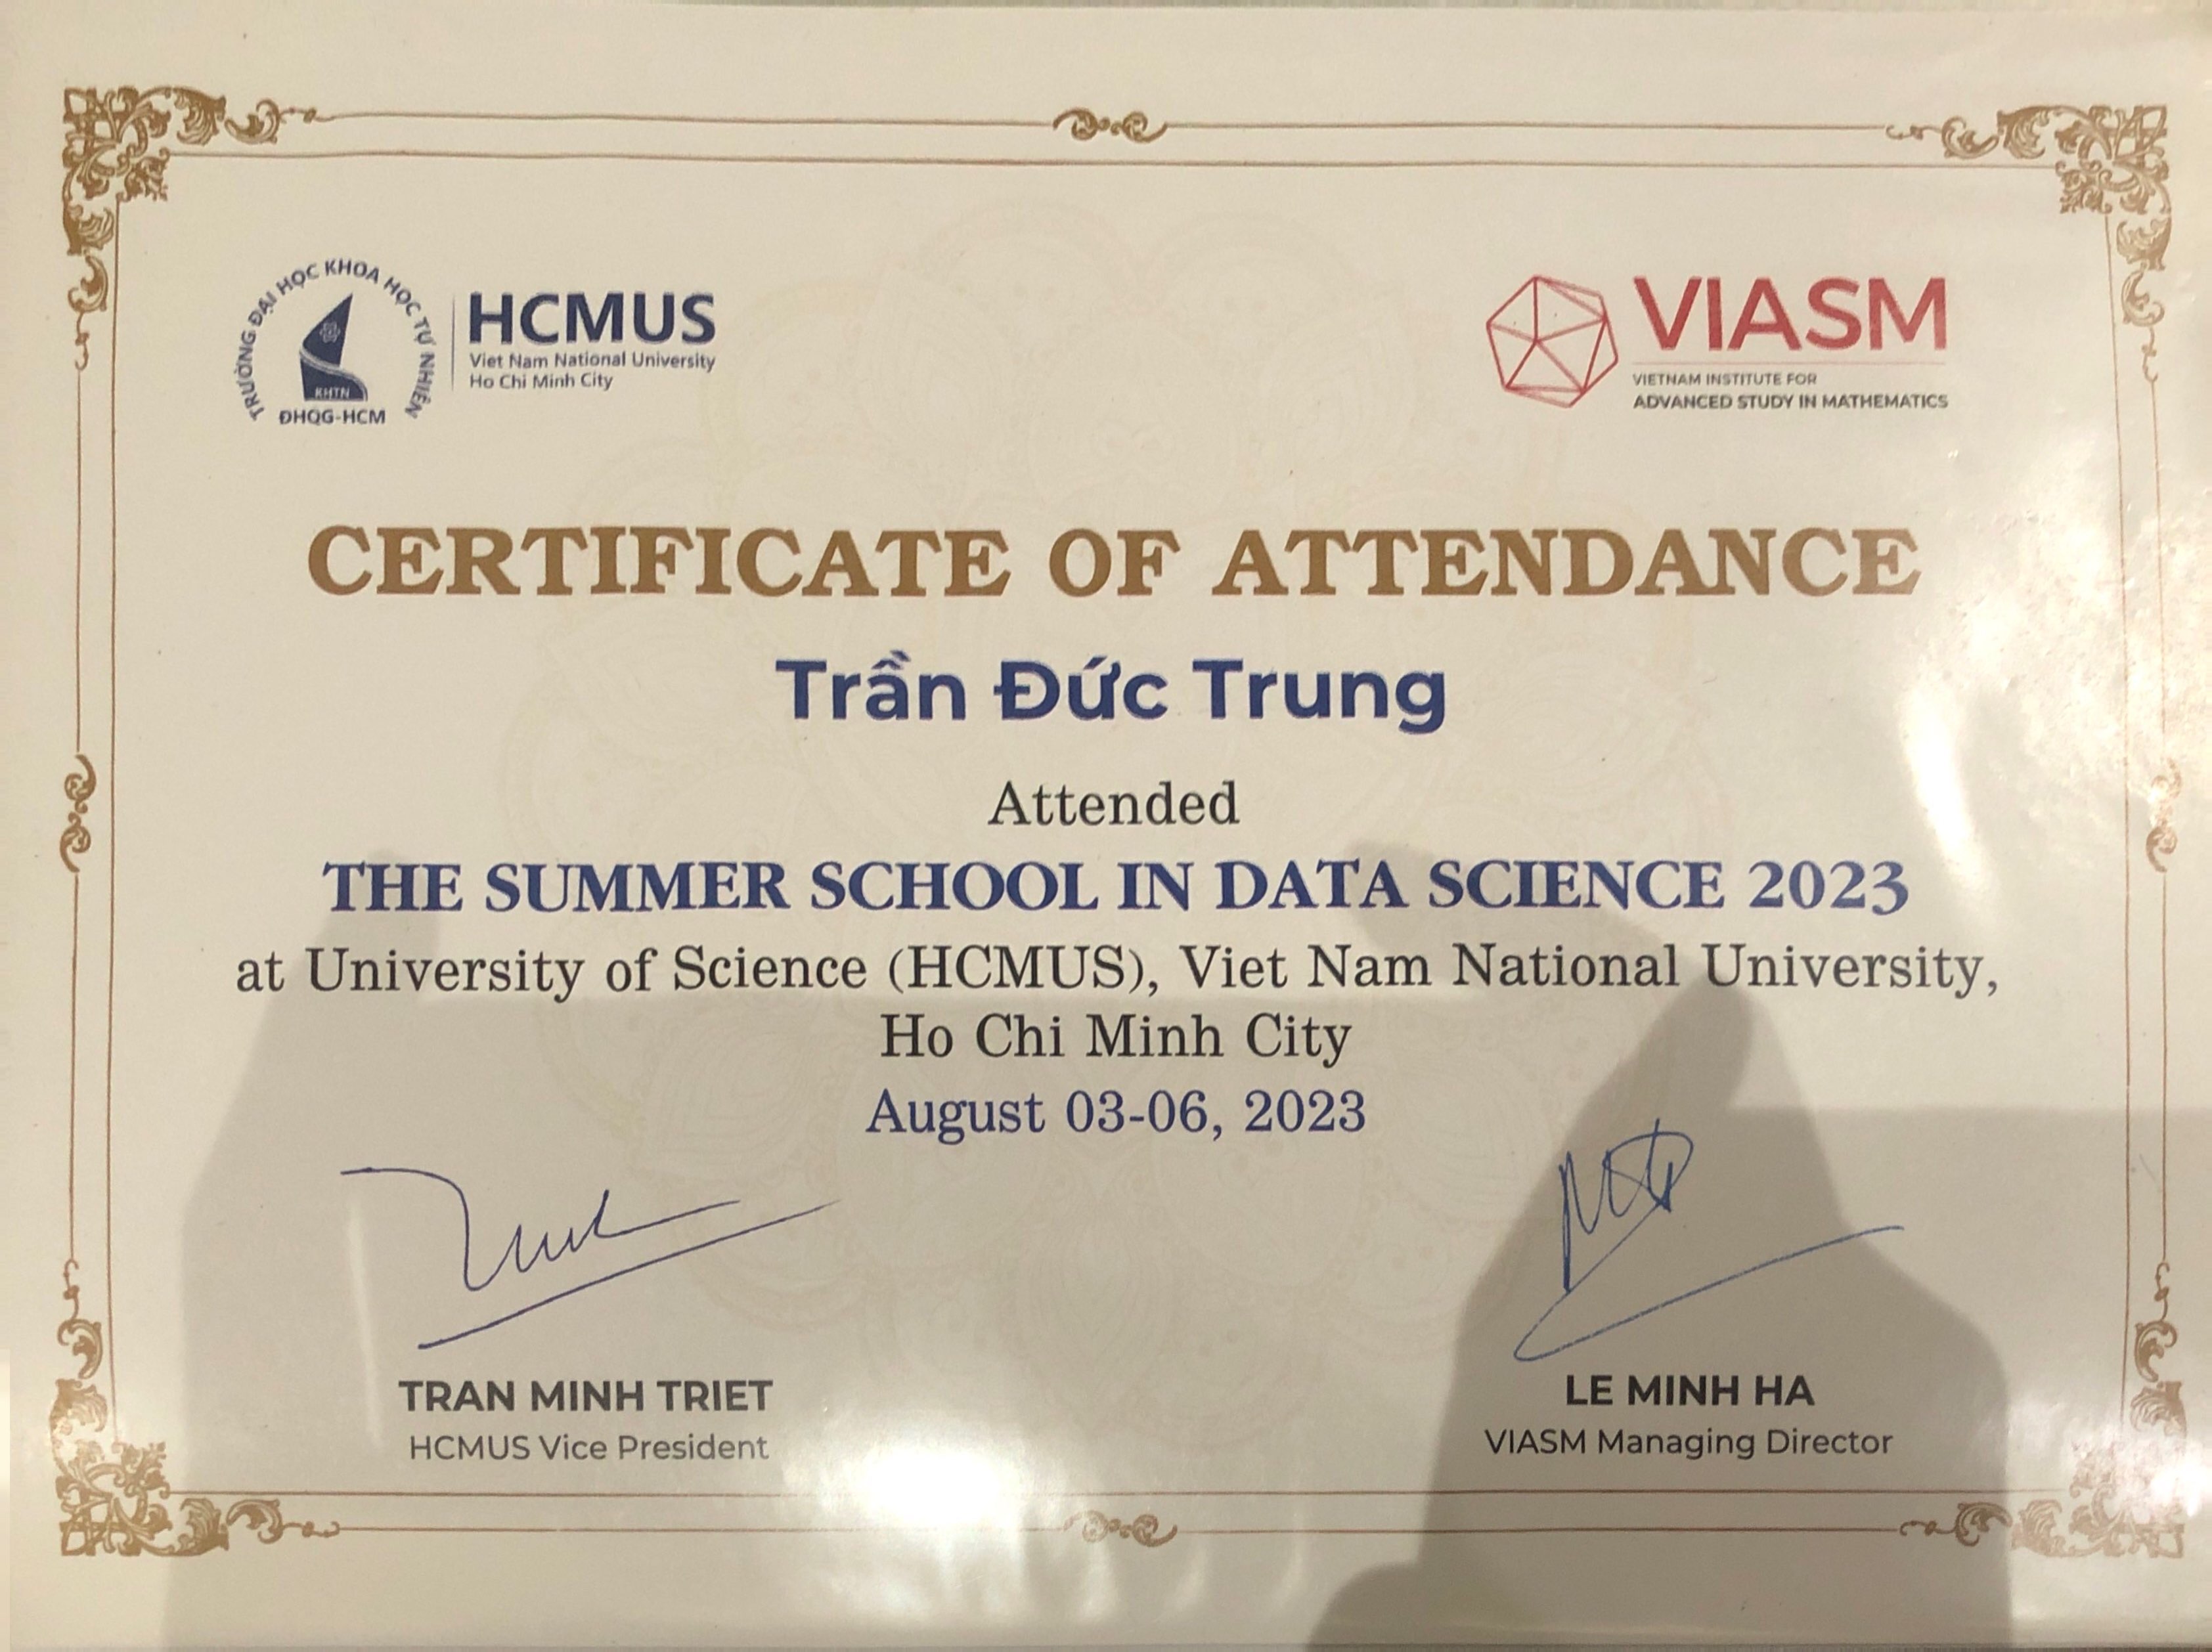 TRƯỜNG ĐẠI HỌC KHOA HỌC TỰ NHIÊN
KHTN
ĐHQG-HCM
HCMUS
Viet Nam National University
Ho Chi Minh City
VIASM
VIETNAM INSTITUTE FOR
ADVANCED STUDY IN MATHEMATICS
CERTIFICATE OF ATTENDANCE
Trần Đức Trung
Attended
THE SUMMER SCHOOL IN DATA SCIENCE 2023
at University of Science (HCMUS), Viet Nam National University,
Ho Chi Minh City
August 03-06, 2023
TRAN MINH TRIET
HCMUS Vice President
LE MINH HA
VIASM Managing Director